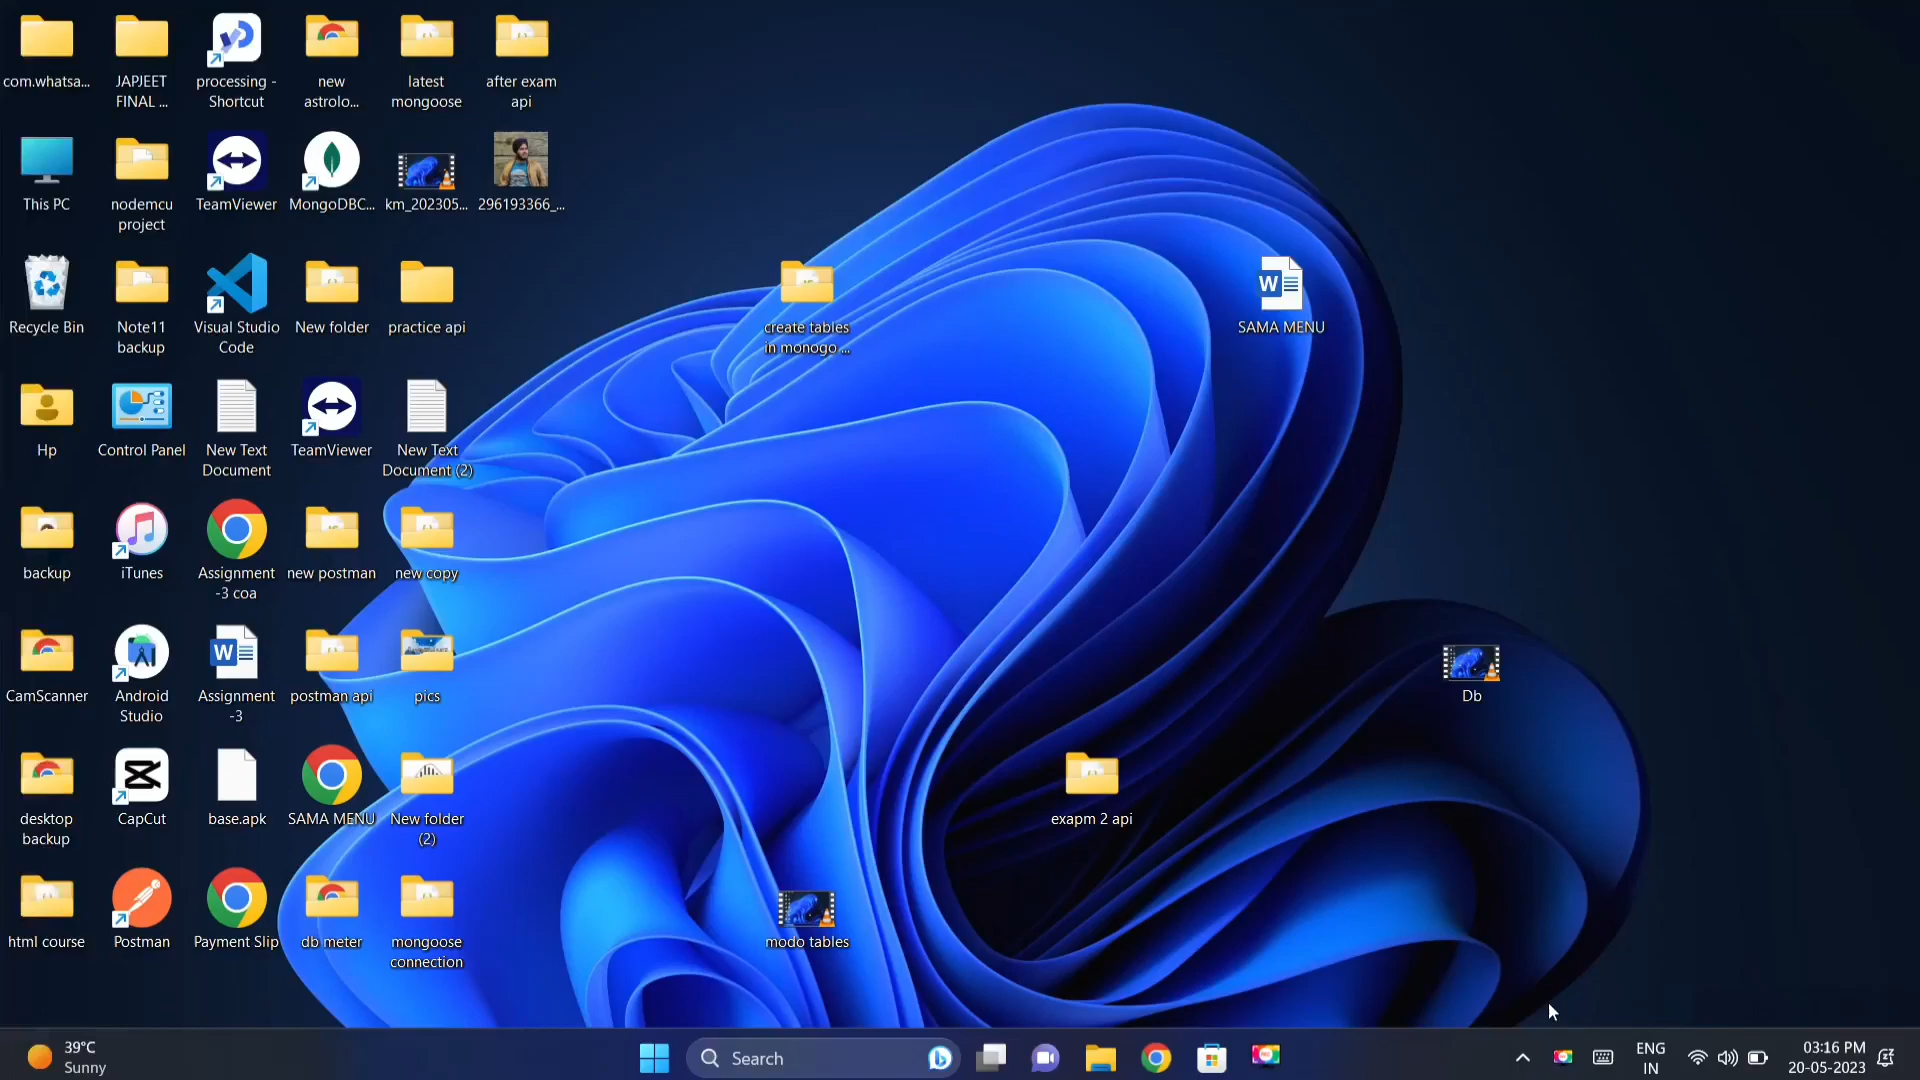 com.whatsa...
JAPJEET
FINAL ...
processing -
Shortcut
new
astrolo...
latest
mongoose
after exam
api
This PC
nodemcu
project
TeamViewer
MongoDBC...
km_202305...
296193366_...
Recycle Bin
Note11
backup
Visual Studio
Code
New folder
practice api
create tables
in monogo ...
SAMA MENU
Hp
Control Panel
New Text
Document
TeamViewer
New Text
Document (2)
backup
iTunes
Assignment
-3 coa
new postman
new copy
CamScanner
Android
Studio
Assignment
-3
postman api
pics
Db
desktop
backup
CapCut
base.apk
SAMA MENU
New folder
(2)
exapm 2 api
html course
Postman
Payment Slip
db meter
mongoose
connection
modo tables
39°C
Sunny
Search
ENG
IN
03:16 PM
20-05-2023